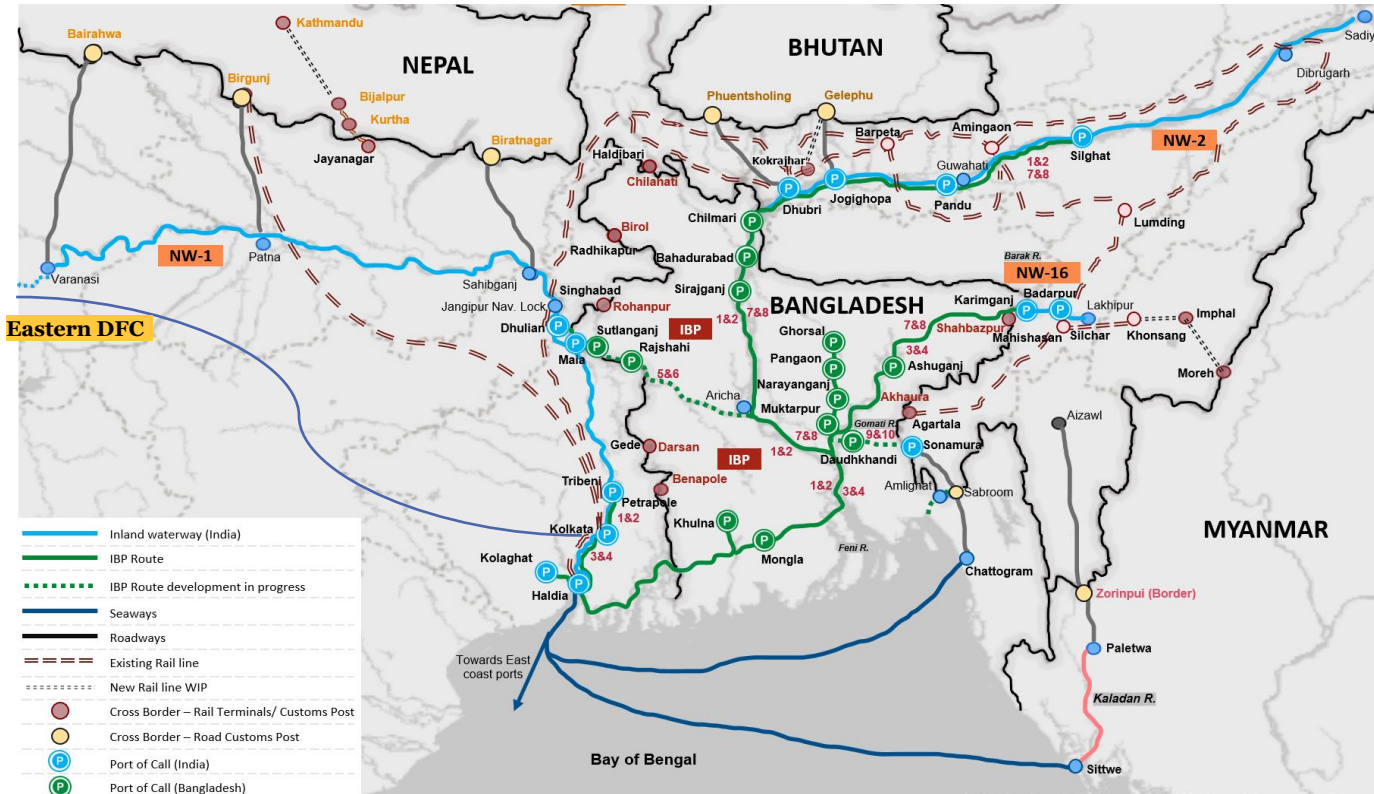 Kathmandu
Bairahwa
NEPAL
BHUTAN
Sadiy
Dibrugarh
Birgunj
Bijalpur
Kurtha
Jayanagar
Biratnagar
Phuentsholing
Gelephu
Barpeta
Amingaon
Silghat
NW-2
1&2
7&8
Guwahati
Kokrajhar
Haldibari
Chilanati
Dhubri
Jogighopa
Pandu
Lumding
Chilmari
Birol
Radhikapur
Bahadurabad
NW-1
Patna
Varanasi
Sahibganj
Barak R.
NW-16
Sirajganj
Singhabad
Rohanpur
Jangipur Nav. Lock
BANGLADESH
Karimganj
Badarpur
Lakhipur
Shahbazpur
Mahishasan
Silchar
Khonsang
Imphal
Moreh
Eastern DFC
Dhulian
Sutlanganj
Maia
Rajshahi
IBP
1&2
7&8
Ghorsal
Pangaon
7&8
3&4
Ashuganj
5&6
Aricha
Narayanganj
Muktarpur
Akhaura
Agartala
Aizawl
Gomati R.
7&8
9&10
1&2
Daudhkhandi
Sonamura
Gede
Darsan
IBP
Benapole
Tribeni
Petrapole
1&2
1&2
3&4
Amlighat
Sabroom
MYANMAR
Khulna
Kolkata
Mongla
Feni R.
3&4
Kolaghat
Haldia
Chattogram
Zorinpui (Border)
Paletwa
Kaladan R.
Towards East
coast ports
Bay of Bengal
Sittwe
Inland waterway (India)
IBP Route
IBP Route development in progress
Seaways
Roadways
Existing Rail line
New Rail line WIP
Cross Border – Rail Terminals/ Customs Post
Cross Border – Road Customs Post
P Port of Call (India)
P Port of Call (Bangladesh)